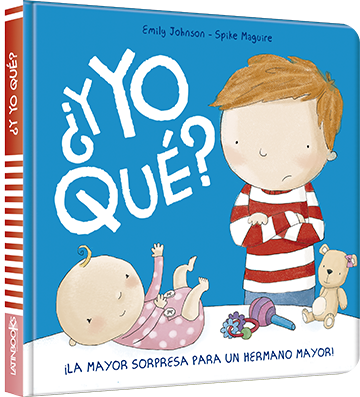 Emily Johnson - Spike Maguire
¿¡Y YO
QUÉ?
¡LA MAYOR SORPRESA PARA UN HERMANO MAYOR!
¿Y YO QUÉ?
LATINBOOKS